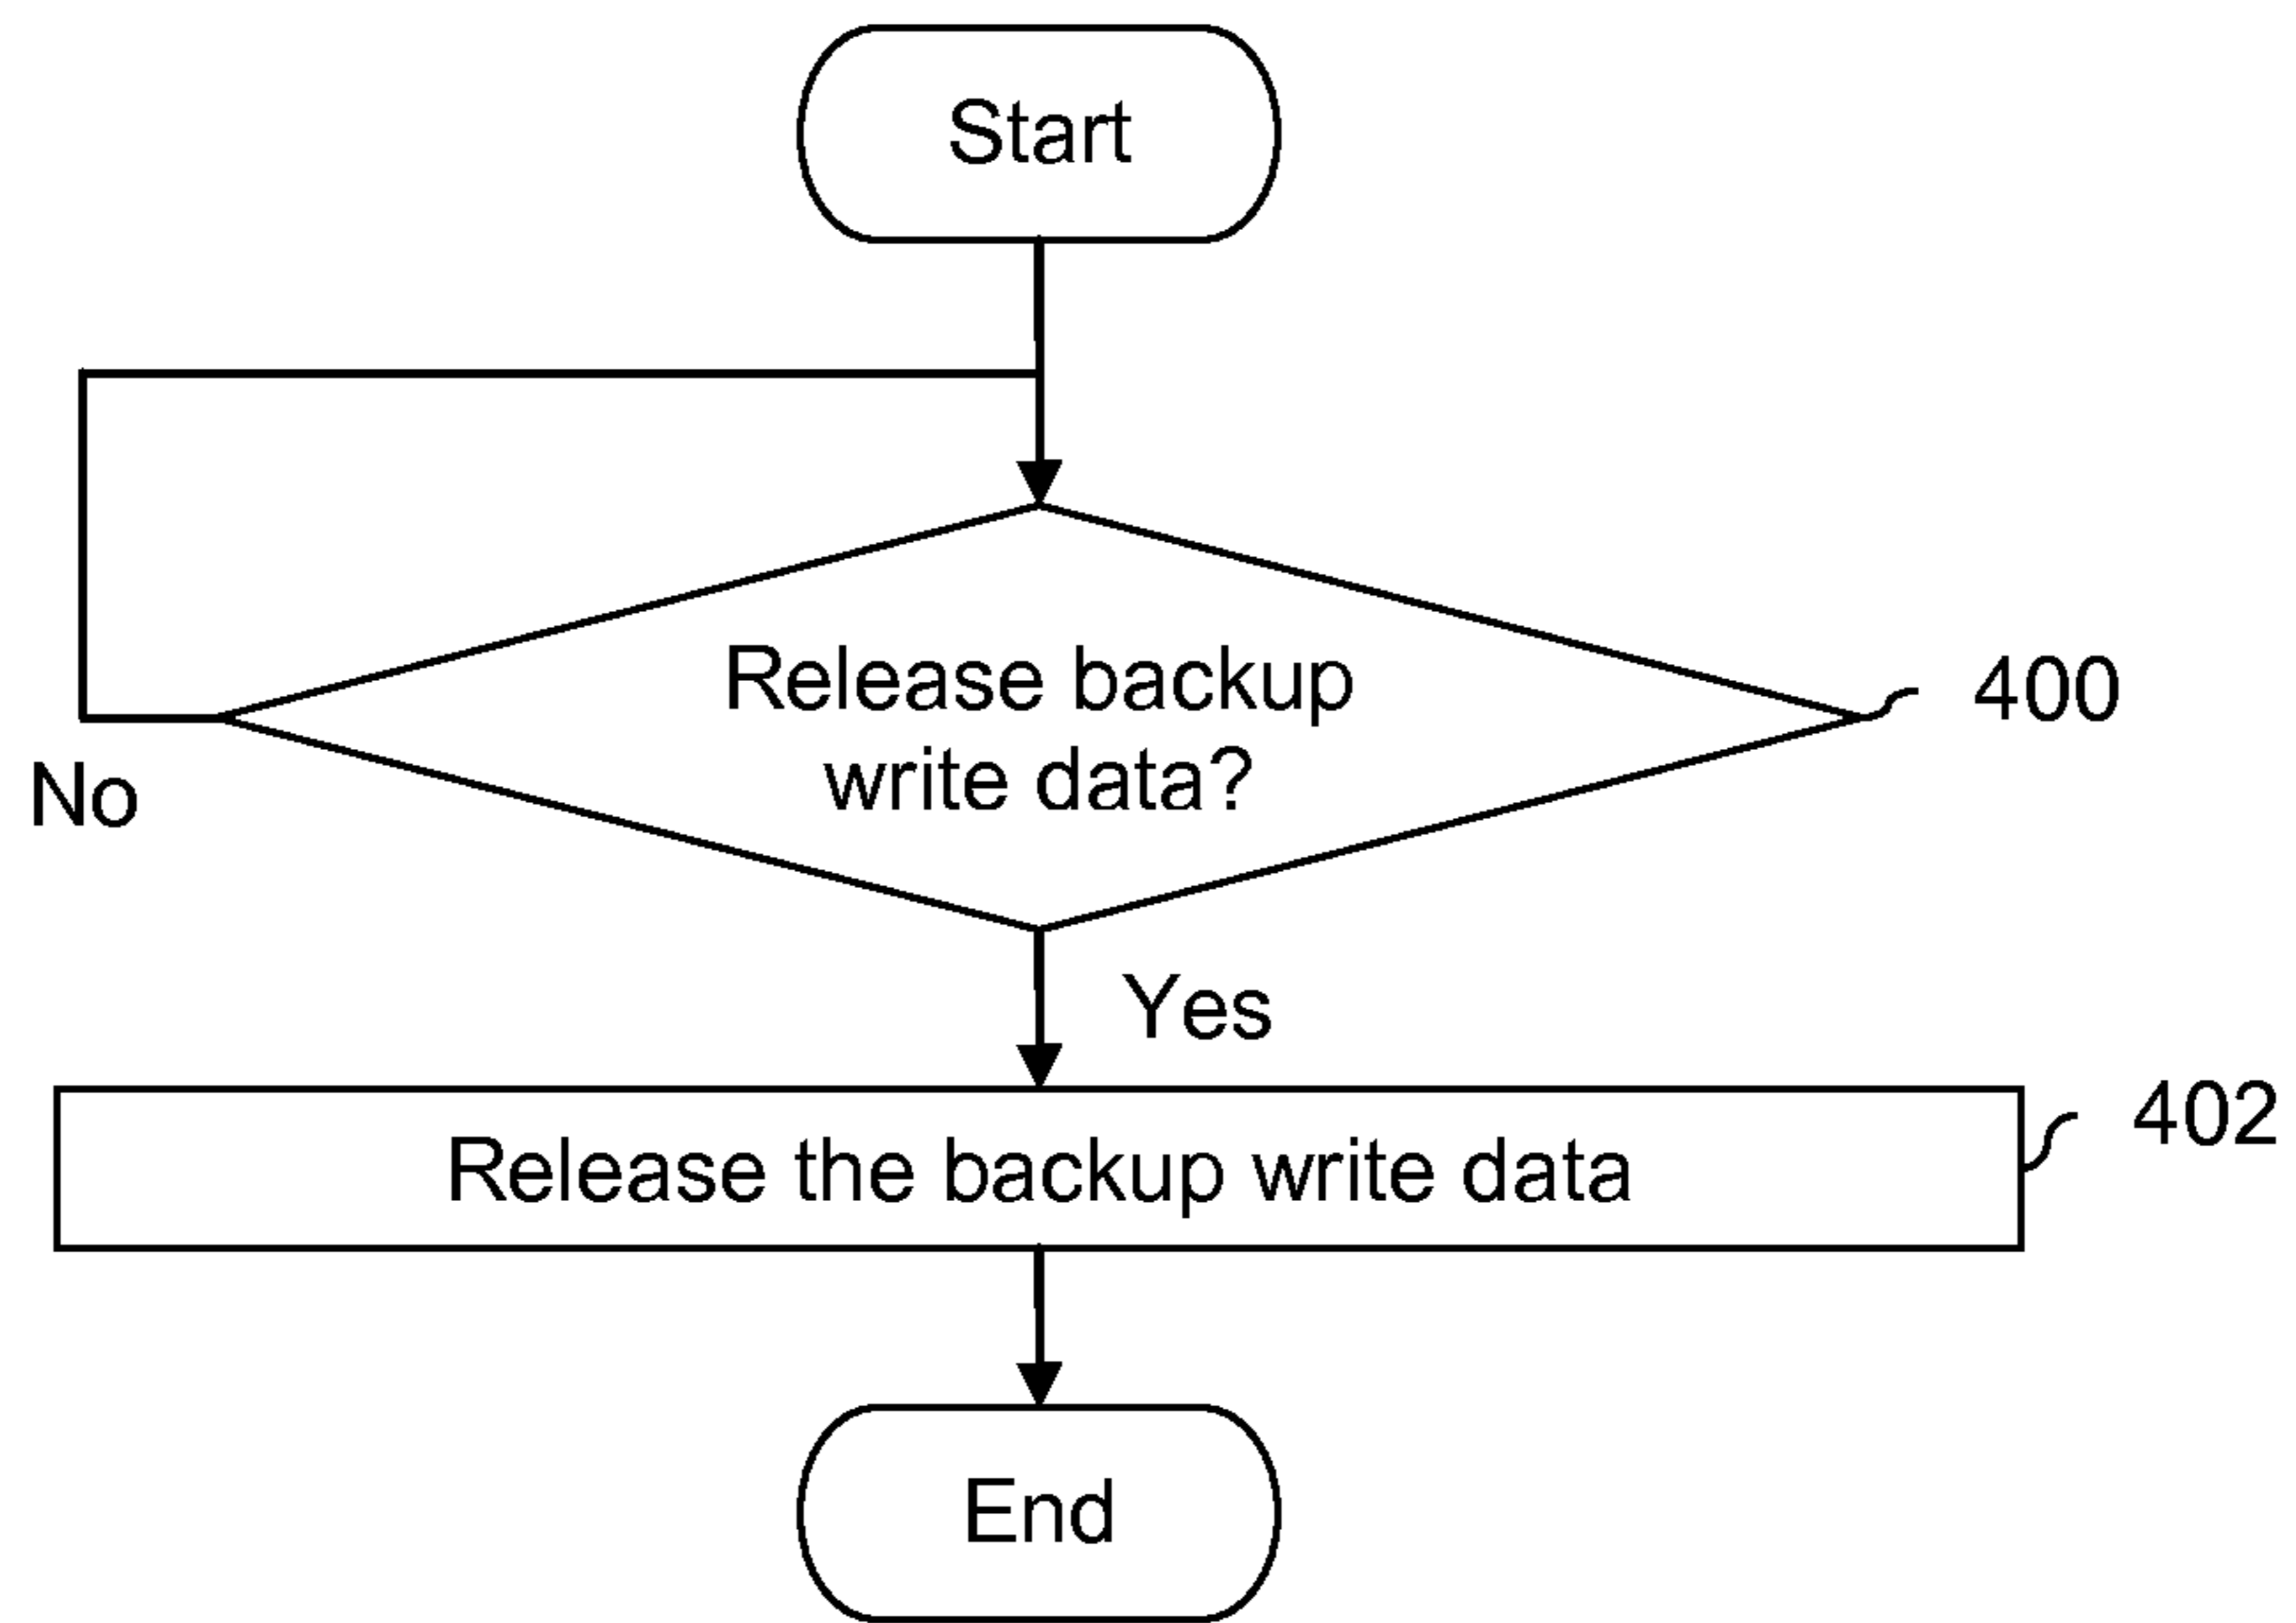 Start
Release backup
write data?
400
No
Yes
Release the backup write data
402
End